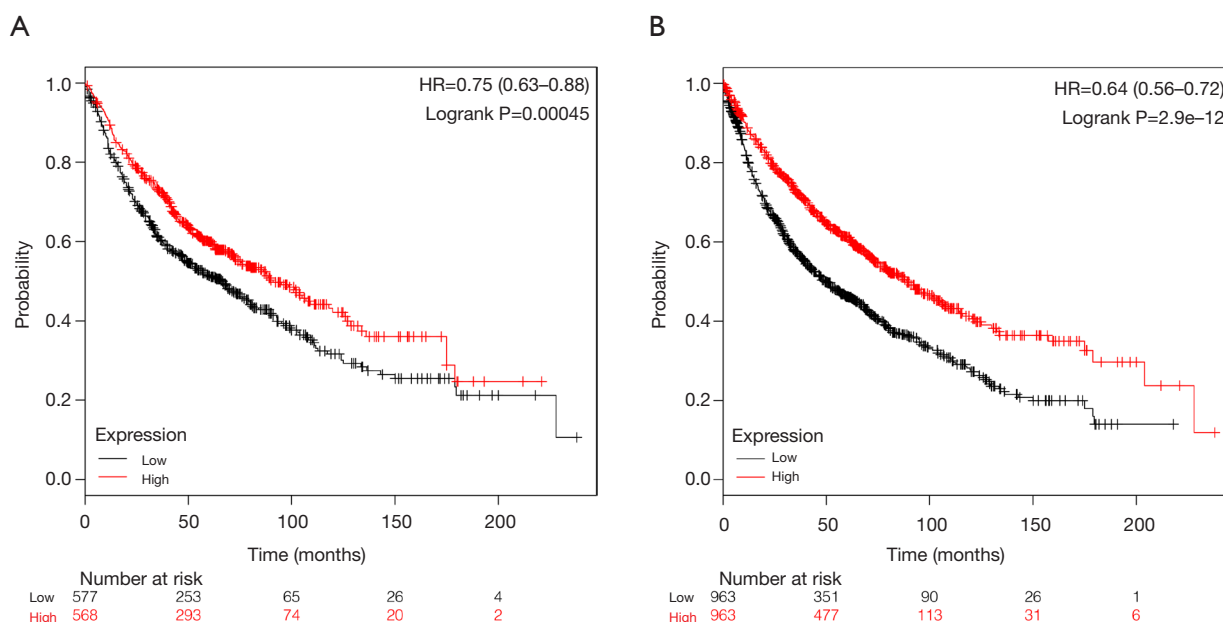 A
HR=0.75 (0.63–0.88)
Logrank P=0.00045
1.0
0.8
0.6
0.4
0.2
0.0
Probability
Expression
Low
High
0 50 100 150 200
Time (months)
Number at risk
Low 577 253 65 26 4
High 568 293 74 20 2
B
HR=0.64 (0.56–0.72)
Logrank P=2.9e–12
1.0
0.8
0.6
0.4
0.2
0.0
Probability
Expression
Low
High
0 50 100 150 200
Time (months)
Number at risk
Low 963 351 90 26 1
High 963 477 113 31 6